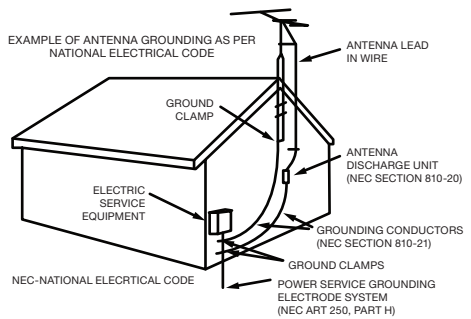 EXAMPLE OF ANTENNA GROUNDING AS PER
NATIONAL ELECTRICAL CODE
ANTENNA LEAD
IN WIRE
GROUND
CLAMP
ANTENNA
DISCHARGE UNIT
(NEC SECTION 810-20)
ELECTRIC
SERVICE
EQUIPMENT
GROUNDING CONDUCTORS
(NEC SECTION 810-21)
GROUND CLAMPS
NEC-NATIONAL ELECRTICAL CODE
POWER SERVICE GROUNDING
ELECTRODE SYSTEM
(NEC ART 250, PART H)